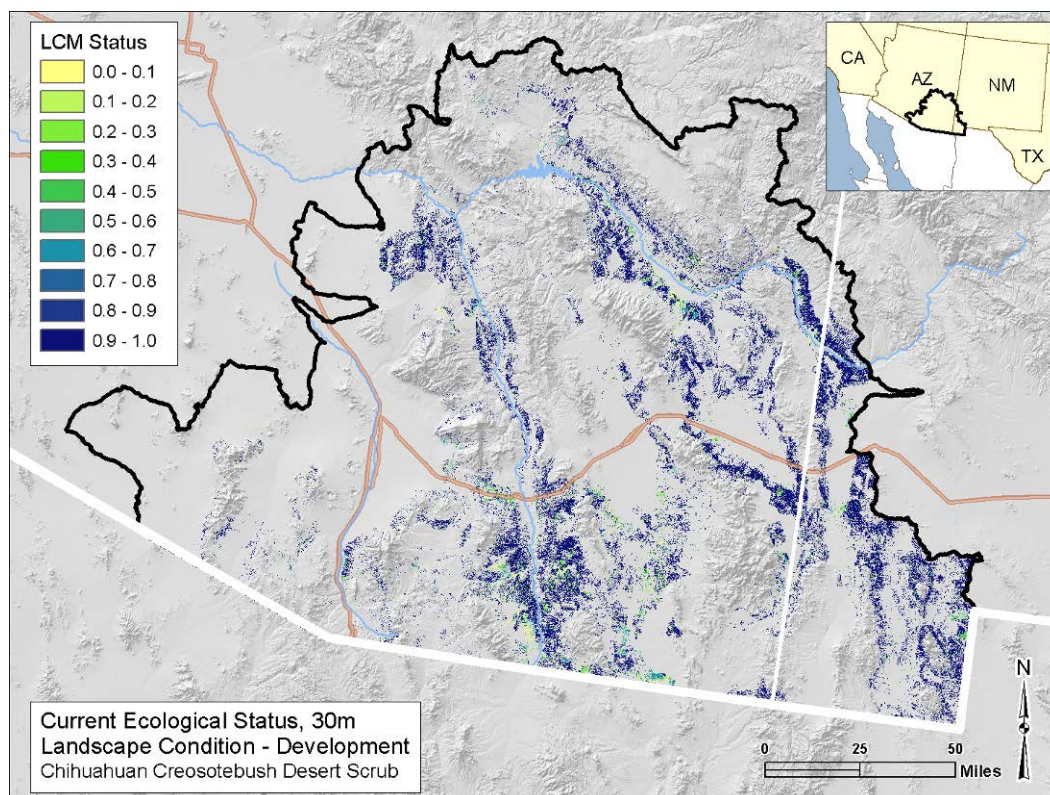 LCM Status
0.0 - 0.1
0.1 - 0.2
0.2 - 0.3
0.3 - 0.4
0.4 - 0.5
0.5 - 0.6
0.6 - 0.7
0.7 - 0.8
0.8 - 0.9
0.9 - 1.0
CA
AZ
NM
TX
Current Ecological Status, 30m
Landscape Condition - Development
Chihuahuan Creosotebush Desert Scrub
N
0 25 50
Miles